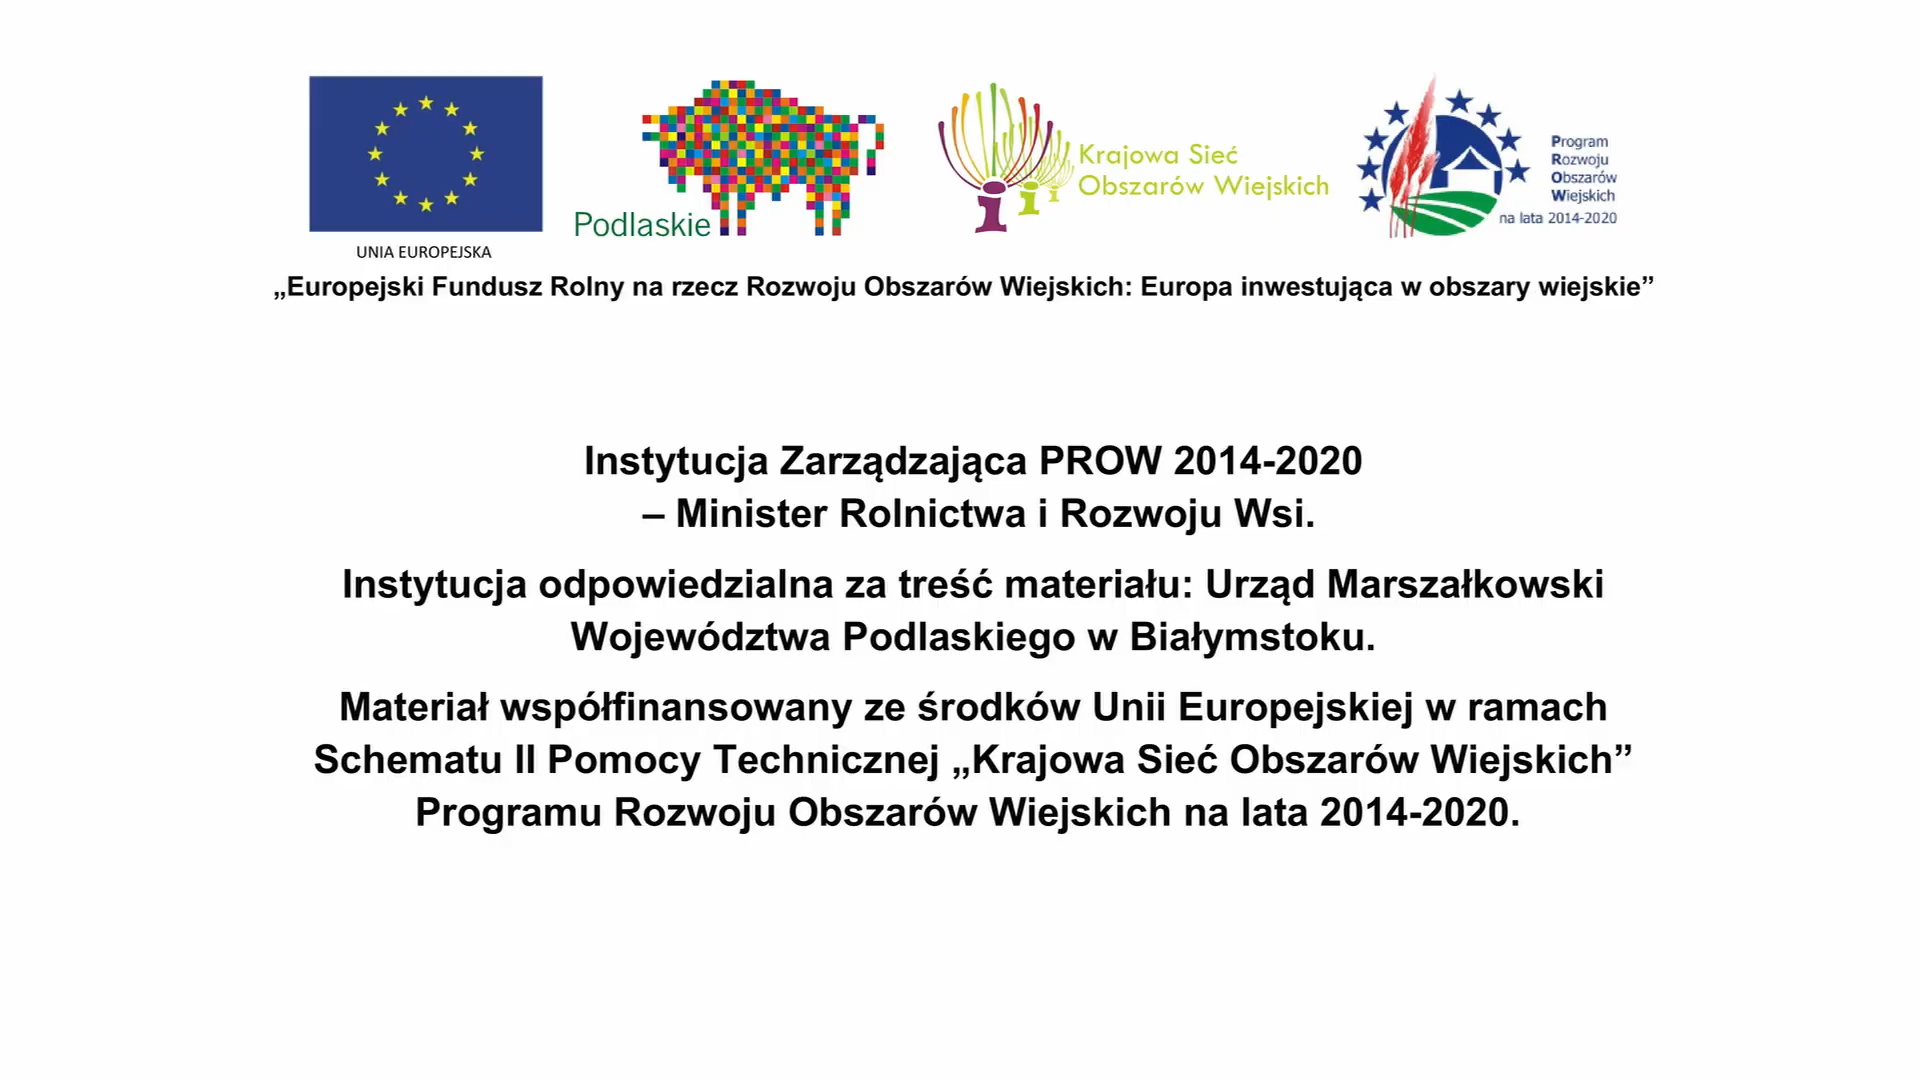 UNIA EUROPEJSKA
Podlaskie
Krajowa Sieć
Obszarów Wiejskich
Program
Rozwoju
Obszarów
Wiejskich
na lata 2014-2020
„Europejski Fundusz Rolny na rzecz Rozwoju Obszarów Wiejskich: Europa inwestująca w obszary wiejskie”
Instytucja Zarządzająca PROW 2014-2020
– Minister Rolnictwa i Rozwoju Wsi.
Instytucja odpowiedzialna za treść materiału: Urząd Marszałkowski
Województwa Podlaskiego w Białymstoku.
Materiał współfinansowany ze środków Unii Europejskiej w ramach
Schematu II Pomocy Technicznej „Krajowa Sieć Obszarów Wiejskich”
Programu Rozwoju Obszarów Wiejskich na lata 2014-2020.